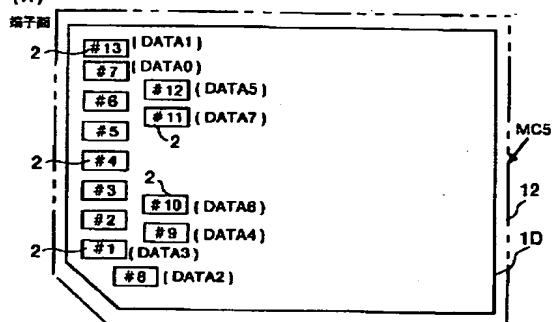 端子面
2 #13 (DATA1)
#7 (DATA0)
#12 (DATA5)
#6
#11 (DATA7)
#5
2
MC5
2 #4
2
#3
12
#10 (DATA6)
#2
#9 (DATA4)
1D
2 #1 (DATA3)
#8 (DATA2)